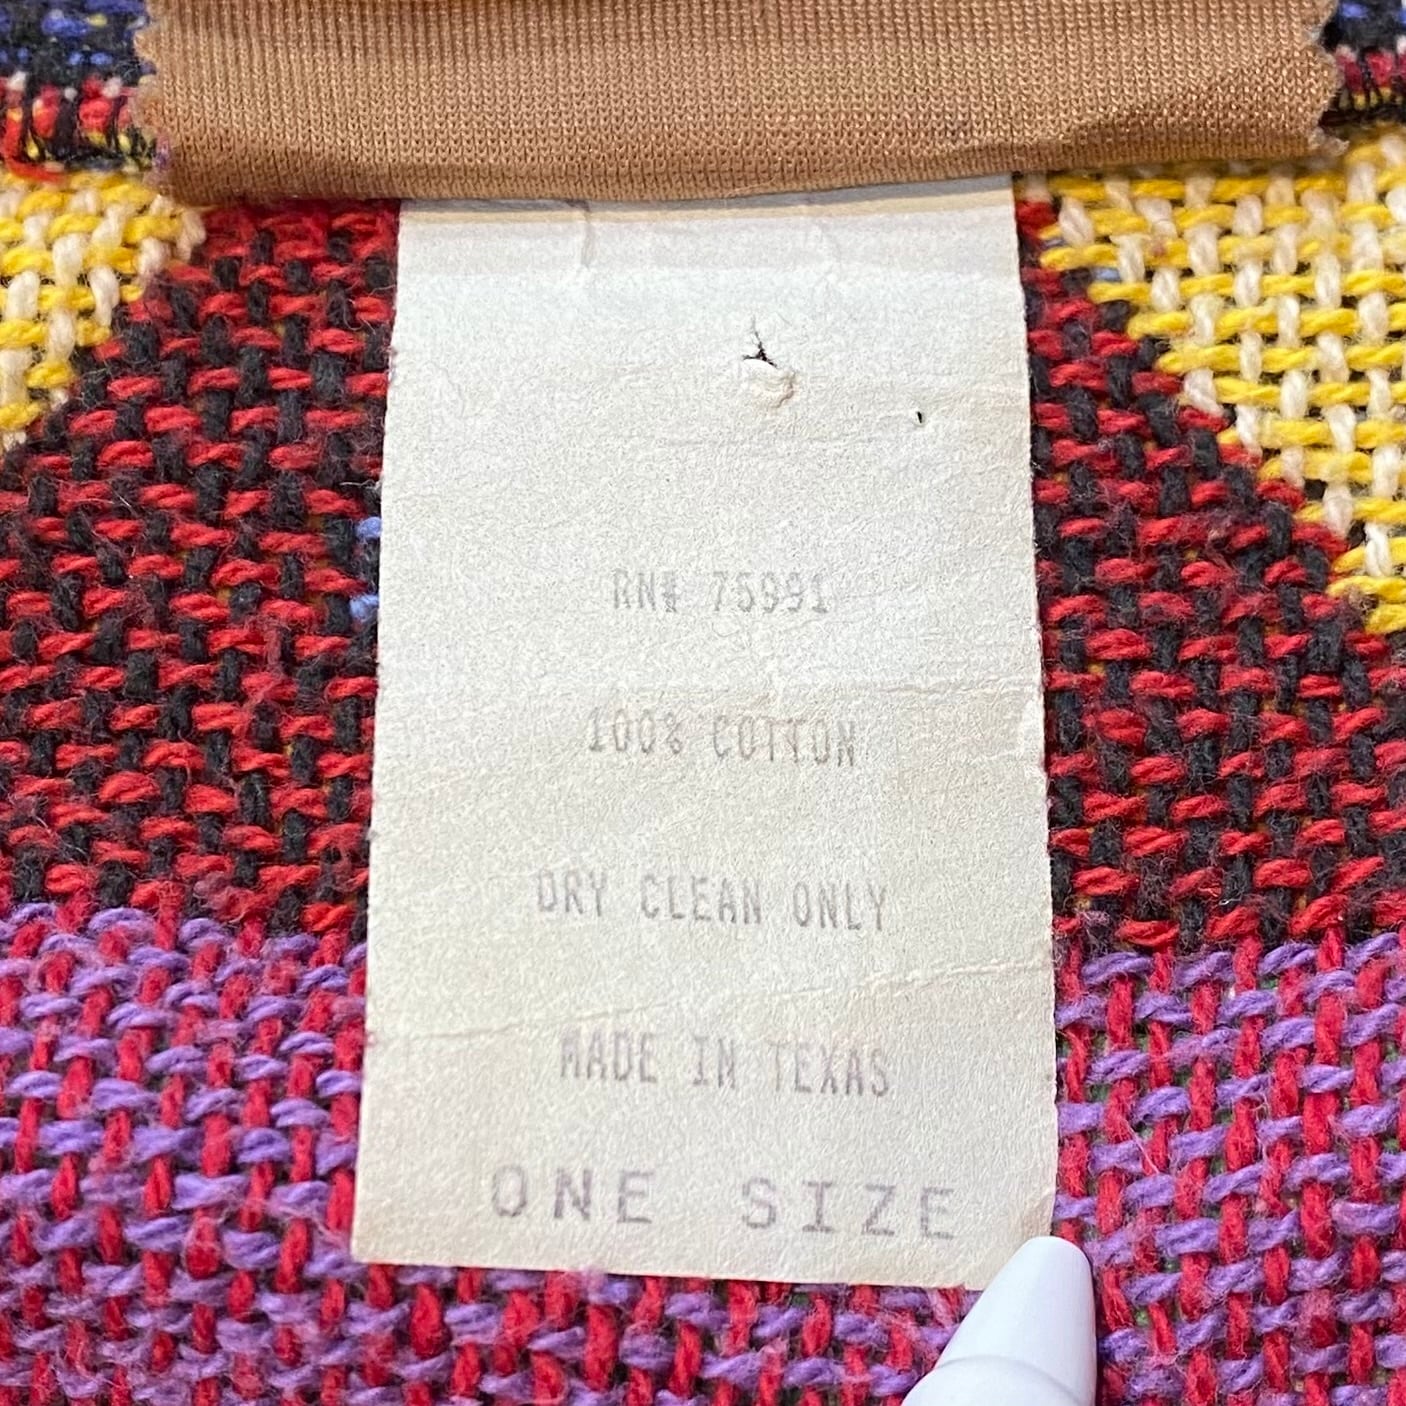 RN# 75991
100% COTTON
DRY CLEAN ONLY
MADE IN TEXAS
ONE SIZE